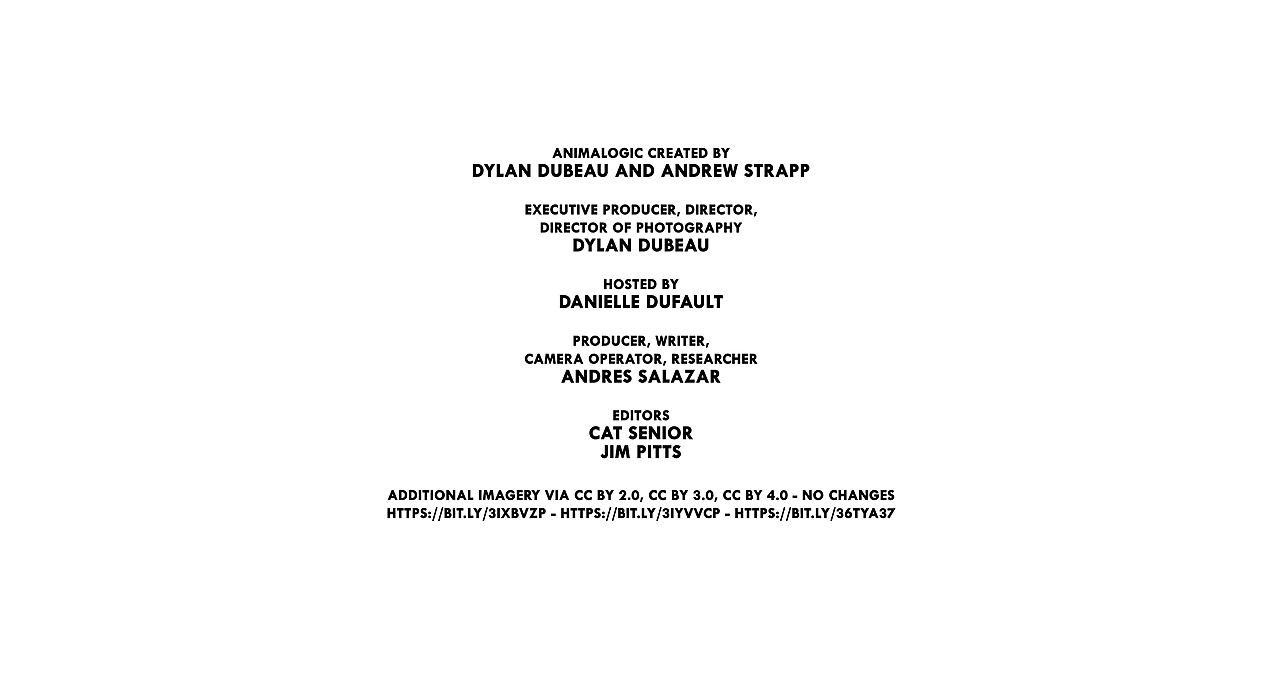 ANIMALOGIC CREATED BY
DYLAN DUBEAU AND ANDREW STRAPP
EXECUTIVE PRODUCER, DIRECTOR,
DIRECTOR OF PHOTOGRAPHY
DYLAN DUBEAU
HOSTED BY
DANIELLE DUFAULT
PRODUCER, WRITER,
CAMERA OPERATOR, RESEARCHER
ANDRES SALAZAR
EDITORS
CAT SENIOR
JIM PITTS
ADDITIONAL IMAGERY VIA CC BY 2.0, CC BY 3.0, CC BY 4.0 - NO CHANGES
HTTPS://BIT.LY/3IXBVZP - HTTPS://BIT.LY/3IYVVCP - HTTPS://BIT.LY/36TYA37